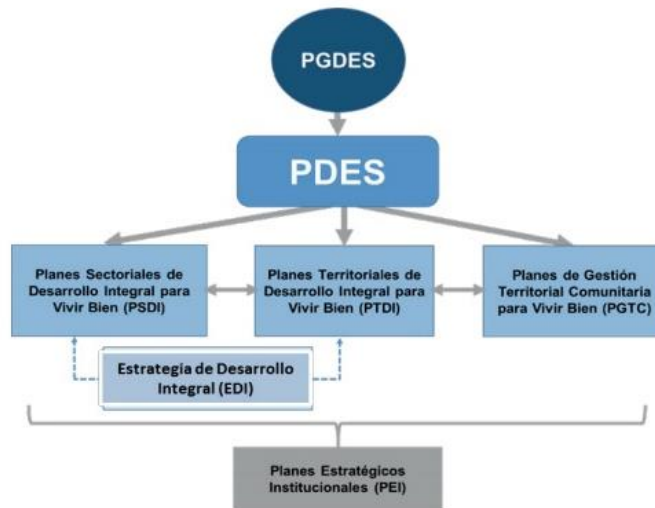 PGDES
PDES
Planes Sectoriales de
Desarrollo Integral para
Vivir Bien (PSDI)
Planes Territoriales de
Desarrollo Integral para
Vivir Bien (PTDI)
Planes de Gestión
Territorial Comunitaria
para Vivir Bien (PGTC)
Estrategía de Desarrollo
Integral (EDI)
Planes Estratégicos
Institucionales (PEI)